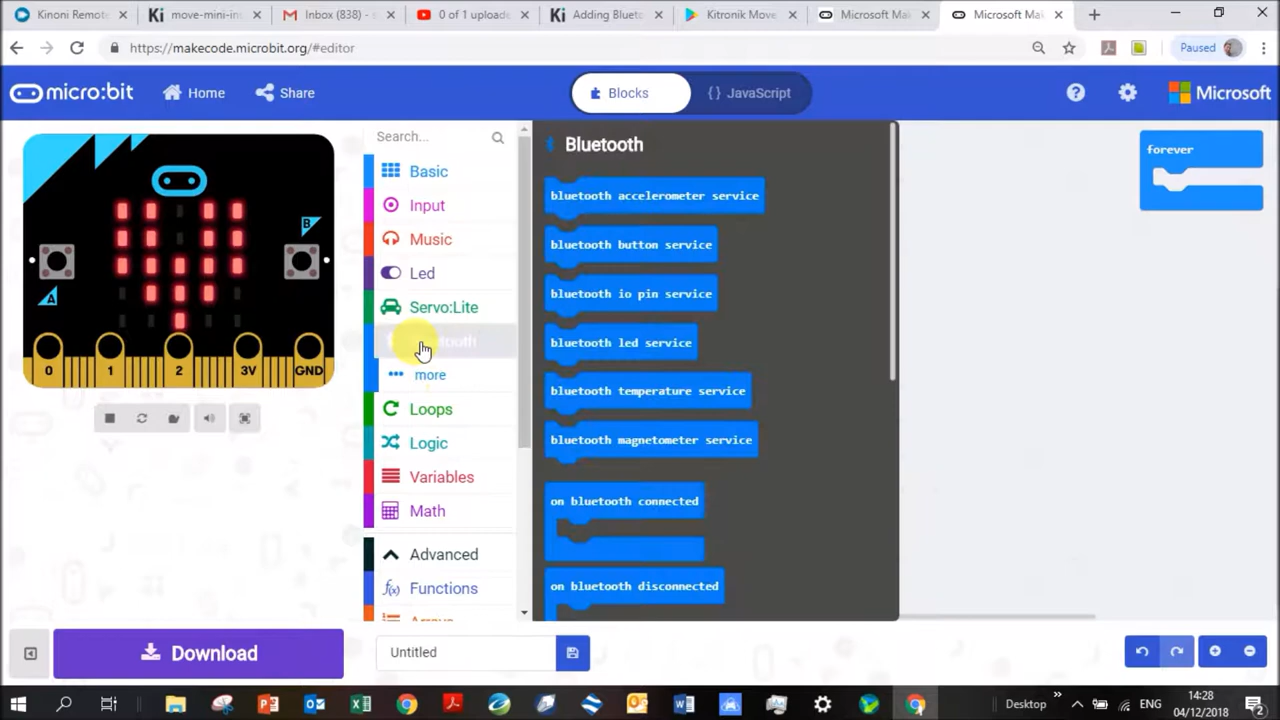 Kinoni Remot
move-mini-in
Inbox (838) - s
0 of 1 uploade
Adding Blueto
Kitronik Move
Microsoft Ma
Microsoft Ma
https://makecode.microbit.org/#editor
Paused
micro:bit
Home
Share
Blocks
{ } JavaScript
Microsoft
Search...
Basic
Input
Music
Led
Servo:Lite
more
Loops
Logic
Variables
Math
Advanced
f(x) Functions
Bluetooth
bluetooth accelerometer service
bluetooth button service
bluetooth io pin service
bluetooth led service
bluetooth temperature service
bluetooth magnetometer service
on bluetooth connected
on bluetooth disconnected
forever
A
B
0 1 2 3V GND
Download
Untitled
Desktop
ENG
14:28
04/12/2018
2